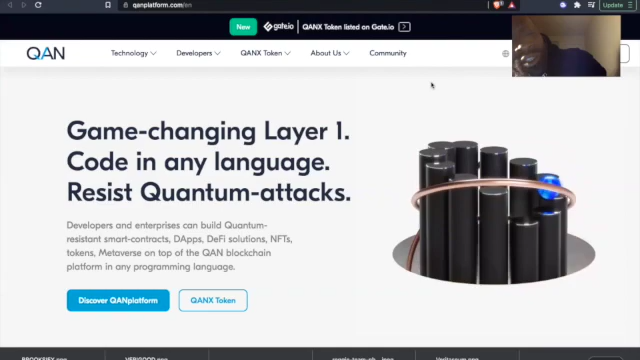 qanplatform.com/en
Update
New gate.io QANX Token listed on Gate.io
QAN Technology Developers QANX Token About Us Community
Game-changing Layer 1.
Code in any language.
Resist Quantum-attacks.
Developers and enterprises can build Quantum-
resistant smart-contracts, DApps, DeFi solutions, NFTs,
tokens, Metaverse on top of the QAN blockchain
platform in any programming language.
Discover QANplatform QANX Token